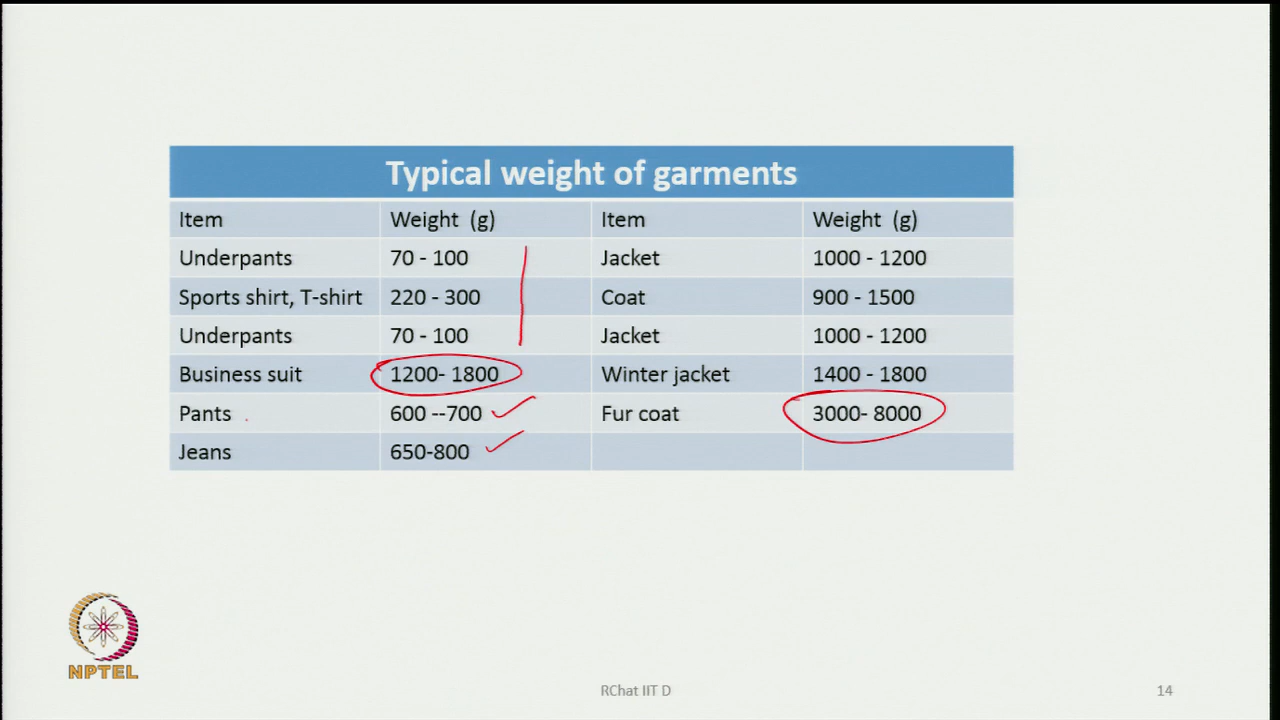 Typical weight of garments
Item Weight (g) Item Weight (g)
Underpants 70 - 100 Jacket 1000 - 1200
Sports shirt, T-shirt 220 - 300 Coat 900 - 1500
Underpants 70 - 100 Jacket 1000 - 1200
Business suit 1200- 1800 Winter jacket 1400 - 1800
Pants 600 --700 Fur coat 3000- 8000
Jeans 650-800
NPTEL
RChat IIT D 14